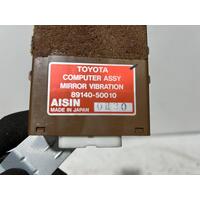 TOYOTA
COMPUTER ASSY
MIRROR VIBRATION
89140-50010
AISIN
MADE IN JAPAN